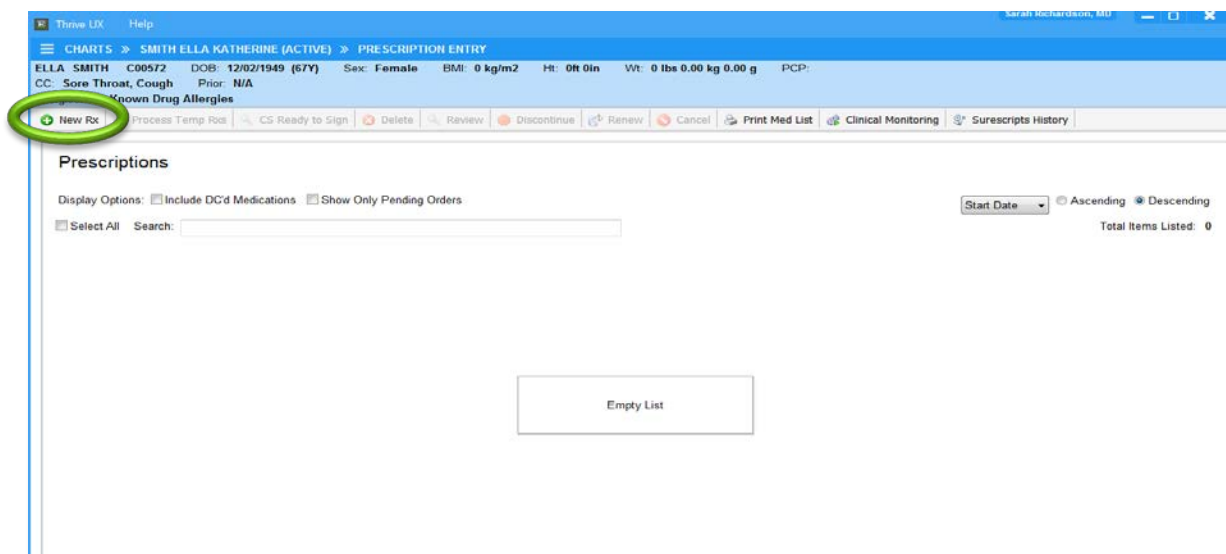 Sarah Richardson, MD
Thrive UX Help
CHARTS » SMITH ELLA KATHERINE (ACTIVE) » PRESCRIPTION ENTRY
ELLA SMITH C00572 DOB: 12/02/1949 (67Y) Sex: Female BMI: 0 kg/m2 Ht: 0ft 0in Wt: 0 lbs 0.00 kg 0.00 g PCP:
CC: Sore Throat, Cough Prior: N/A
Known Drug Allergies
New Rx Process Temp Rxs CS Ready to Sign Delete Review Discontinue Renew Cancel Print Med List Clinical Monitoring Surescripts History
Prescriptions
Display Options: Include DC'd Medications Show Only Pending Orders
Start Date Ascending Descending
Select All Search:
Total Items Listed: 0
Empty List